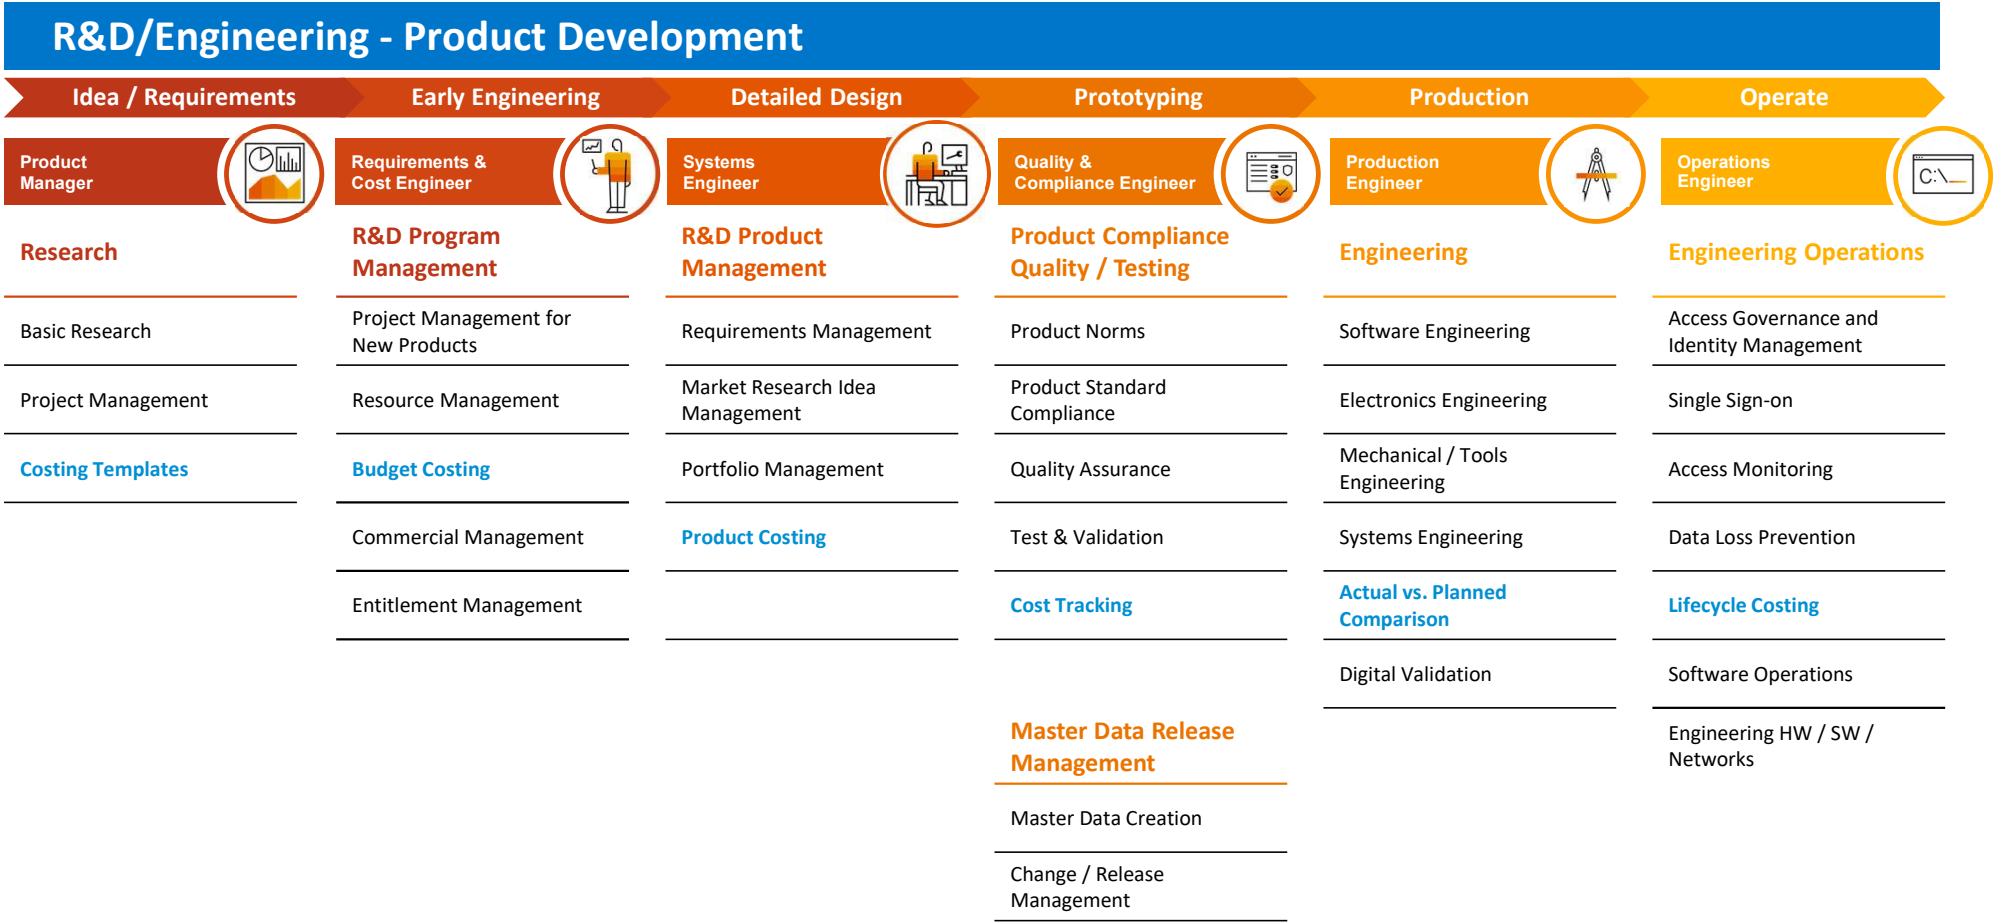 R&D/Engineering - Product Development
Idea / Requirements
Early Engineering
Detailed Design
Prototyping
Production
Operate
Product
Manager
Requirements &
Cost Engineer
Systems
Engineer
Quality &
Compliance Engineer
Production
Engineer
Operations
Engineer
C:\_
Research
Basic Research
Project Management
Costing Templates
R&D Program
Management
Project Management for
New Products
Resource Management
Budget Costing
Commercial Management
Entitlement Management
R&D Product
Management
Requirements Management
Market Research Idea
Management
Portfolio Management
Product Costing
Product Compliance
Quality / Testing
Product Norms
Product Standard
Compliance
Quality Assurance
Test & Validation
Cost Tracking
Master Data Release
Management
Master Data Creation
Change / Release
Management
Engineering
Software Engineering
Electronics Engineering
Mechanical / Tools
Engineering
Systems Engineering
Actual vs. Planned
Comparison
Digital Validation
Engineering Operations
Access Governance and
Identity Management
Single Sign-on
Access Monitoring
Data Loss Prevention
Lifecycle Costing
Software Operations
Engineering HW / SW /
Networks